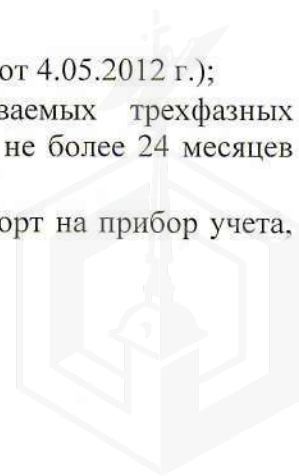 от 4.05.2012 г.);
ваемых трехфазных
не более 24 месяцев
орт на прибор учета,